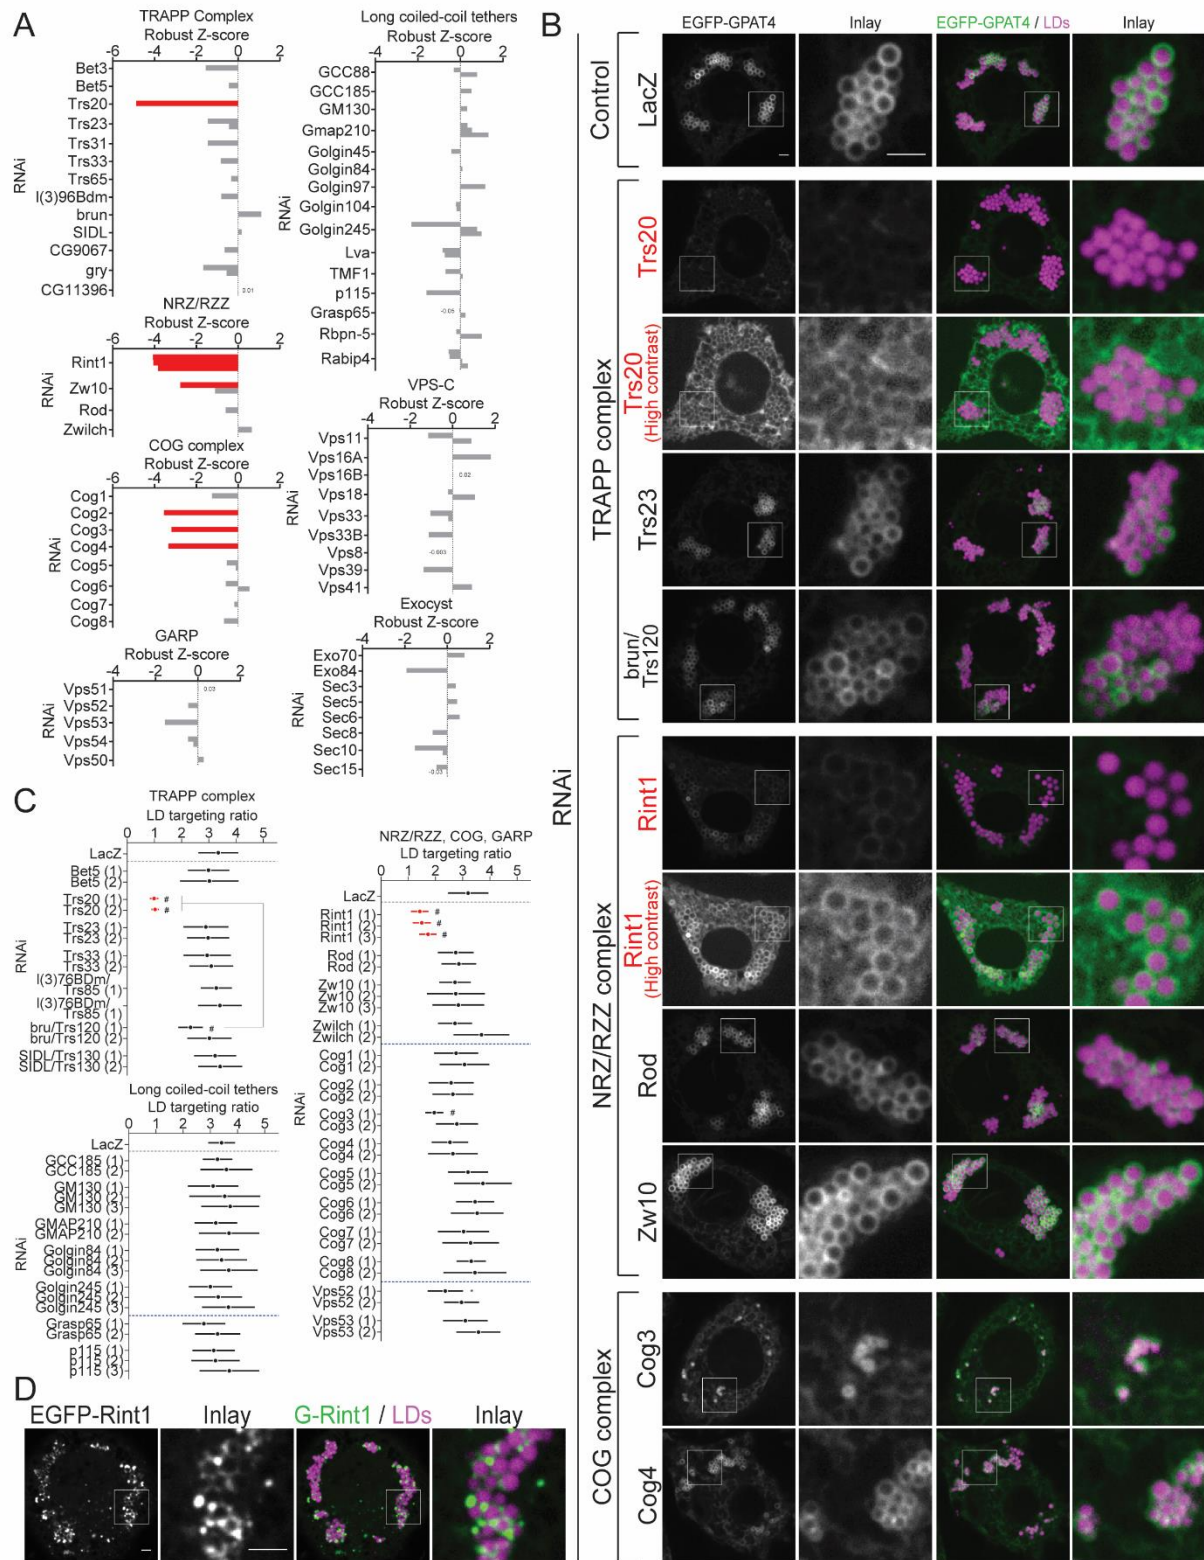 A
TRAPP Complex
Robust Z-score
-6 -4 -2 0 2
RNAi
Bet3
Bet5
Trs20
Trs23
Trs31
Trs33
Trs65
l(3)96Bdm
brun
SIDL
CG9067
gry
CG11396
0.01
NRZ/RZZ
Robust Z-score
-6 -4 -2 0 2
RNAi
Rint1
Zw10
Rod
Zwilch
COG complex
Robust Z-score
-6 -4 -2 0 2
RNAi
Cog1
Cog2
Cog3
Cog4
Cog5
Cog6
Cog7
Cog8
GARP
Robust Z-score
-4 -2 0 2
RNAi
Vps51
0.03
Vps52
Vps53
Vps54
Vps50
Long coiled-coil tethers
Robust Z-score
-4 -2 0 2
RNAi
GCC88
GCC185
GM130
Gmap210
Golgin45
Golgin84
Golgin97
Golgin104
Golgin245
Lva
TMF1
p115
Grasp65
-0.05
Rbpn-5
Rabip4
VPS-C
Robust Z-score
-4 -2 0 2
RNAi
Vps11
Vps16A
Vps16B
0.02
Vps18
Vps33
Vps33B
Vps8
-0.003
Vps39
Vps41
Exocyst
Robust Z-score
-4 -2 0 2
RNAi
Exo70
Exo84
Sec3
Sec5
Sec6
Sec8
Sec10
Sec15
-0.03
B
EGFP-GPAT4 Inlay EGFP-GPAT4 / LDs Inlay
RNAi
Control
LacZ
TRAPP complex
Trs20
Trs20
(High contrast)
Trs23
brun/
Trs120
NRZ/RZZ complex
Rint1
Rint1
(High contrast)
Rod
Zw10
COG complex
Cog3
Cog4
C
TRAPP complex
LD targeting ratio
0 1 2 3 4 5
RNAi
LacZ
Bet5 (1)
Bet5 (2)
Trs20 (1) #
Trs20 (2) #
Trs23 (1)
Trs23 (2)
Trs33 (1)
Trs33 (2)
l(3)76BDm/
Trs85 (1)
l(3)76BDm/
Trs85 (1)
bru/Trs120 (1) #
bru/Trs120 (2)
SIDL/Trs130 (1)
SIDL/Trs130 (2)
Long coiled-coil tethers
LD targeting ratio
0 1 2 3 4 5
RNAi
LacZ
GCC185 (1)
GCC185 (2)
GM130 (1)
GM130 (2)
GM130 (3)
GMAP210 (1)
GMAP210 (2)
Golgin84 (1)
Golgin84 (2)
Golgin84 (3)
Golgin245 (1)
Golgin245 (2)
Golgin245 (3)
Grasp65 (1)
Grasp65 (2)
p115 (1)
p115 (2)
p115 (3)
NRZ/RZZ, COG, GARP
LD targeting ratio
0 1 2 3 4 5
RNAi
LacZ
Rint1 (1) #
Rint1 (2) #
Rint1 (3) #
Rod (1)
Rod (2)
Zw10 (1)
Zw10 (2)
Zw10 (3)
Zwilch (1)
Zwilch (2)
Cog1 (1)
Cog1 (2)
Cog2 (1)
Cog2 (2)
Cog3 (1) #
Cog3 (2)
Cog4 (1)
Cog4 (2)
Cog5 (1)
Cog5 (2)
Cog6 (1)
Cog6 (2)
Cog7 (1)
Cog7 (2)
Cog8 (1)
Cog8 (2)
Vps52 (1) *
Vps52 (2)
Vps53 (1)
Vps53 (2)
D
EGFP-Rint1 Inlay G-Rint1 / LDs Inlay